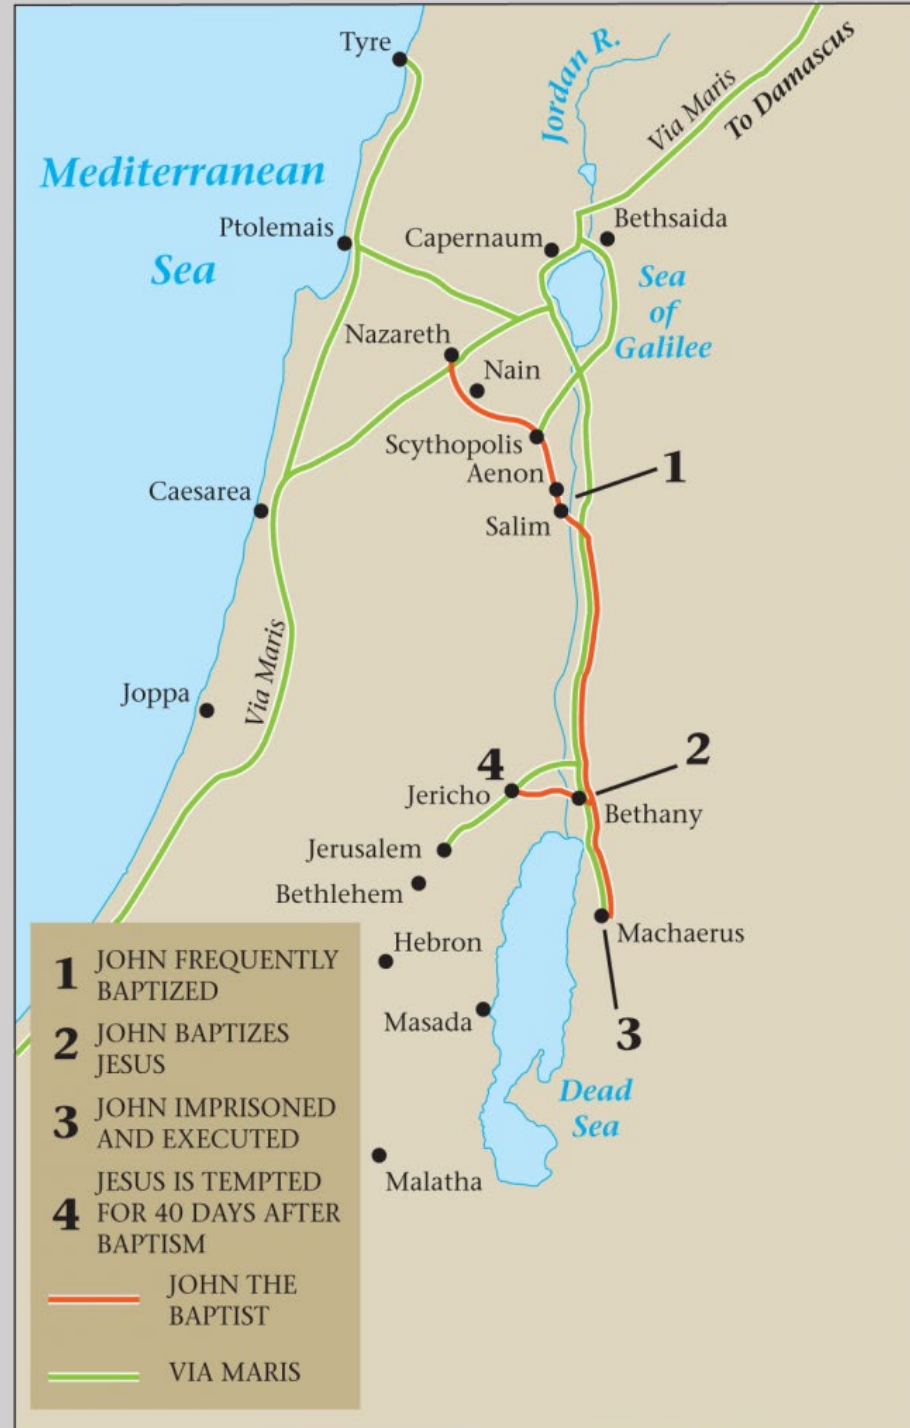 Tyre
Jordan R.
Via Maris
To Damascus
Mediterranean
Sea
Ptolemais
Capernaum
Bethsaida
Sea
of
Galilee
Nazareth
Nain
Scythopolis
Aenon
1
Salim
Caesarea
Via Maris
Joppa
2
4
Jericho
Bethany
Jerusalem
Bethlehem
Machaerus
Hebron
Masada
3
Dead
Sea
Malatha
1 JOHN FREQUENTLY
BAPTIZED
2 JOHN BAPTIZES
JESUS
3 JOHN IMPRISONED
AND EXECUTED
JESUS IS TEMPTED
4 FOR 40 DAYS AFTER
BAPTISM
JOHN THE
BAPTIST
VIA MARIS